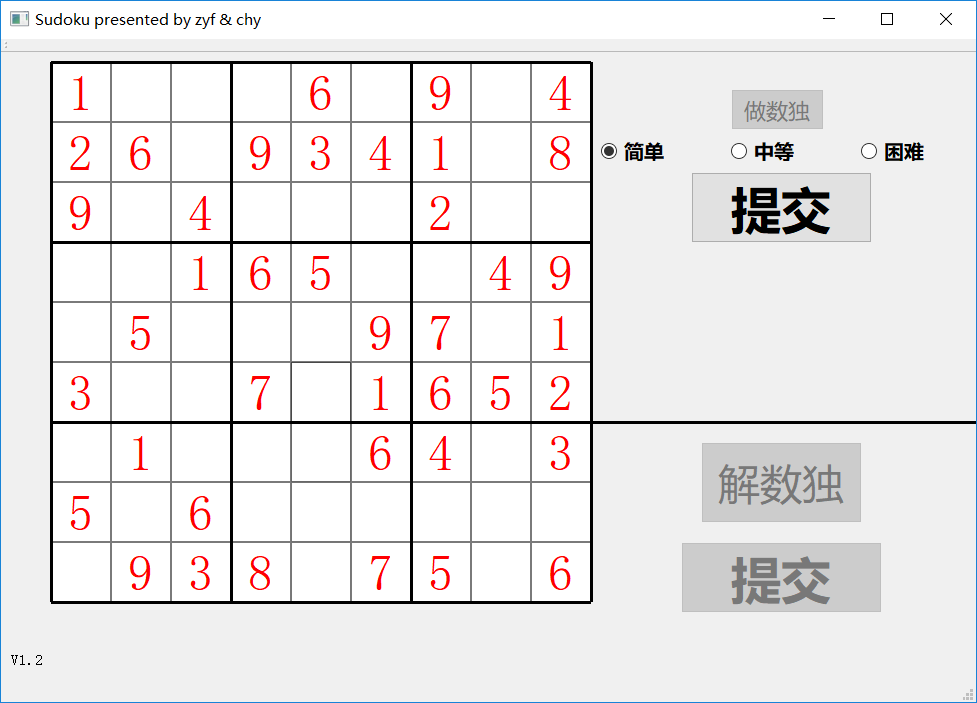 Sudoku presented by zyf & chy
1 6 9 4
2 6 9 3 4 1 8
9 4 2
1 6 5 4 9
5 9 7 1
3 7 1 6 5 2
1 6 4 3
5 6
9 3 8 7 5 6
做数独
简单 中等 困难
提交
解数独
提交
V1.2